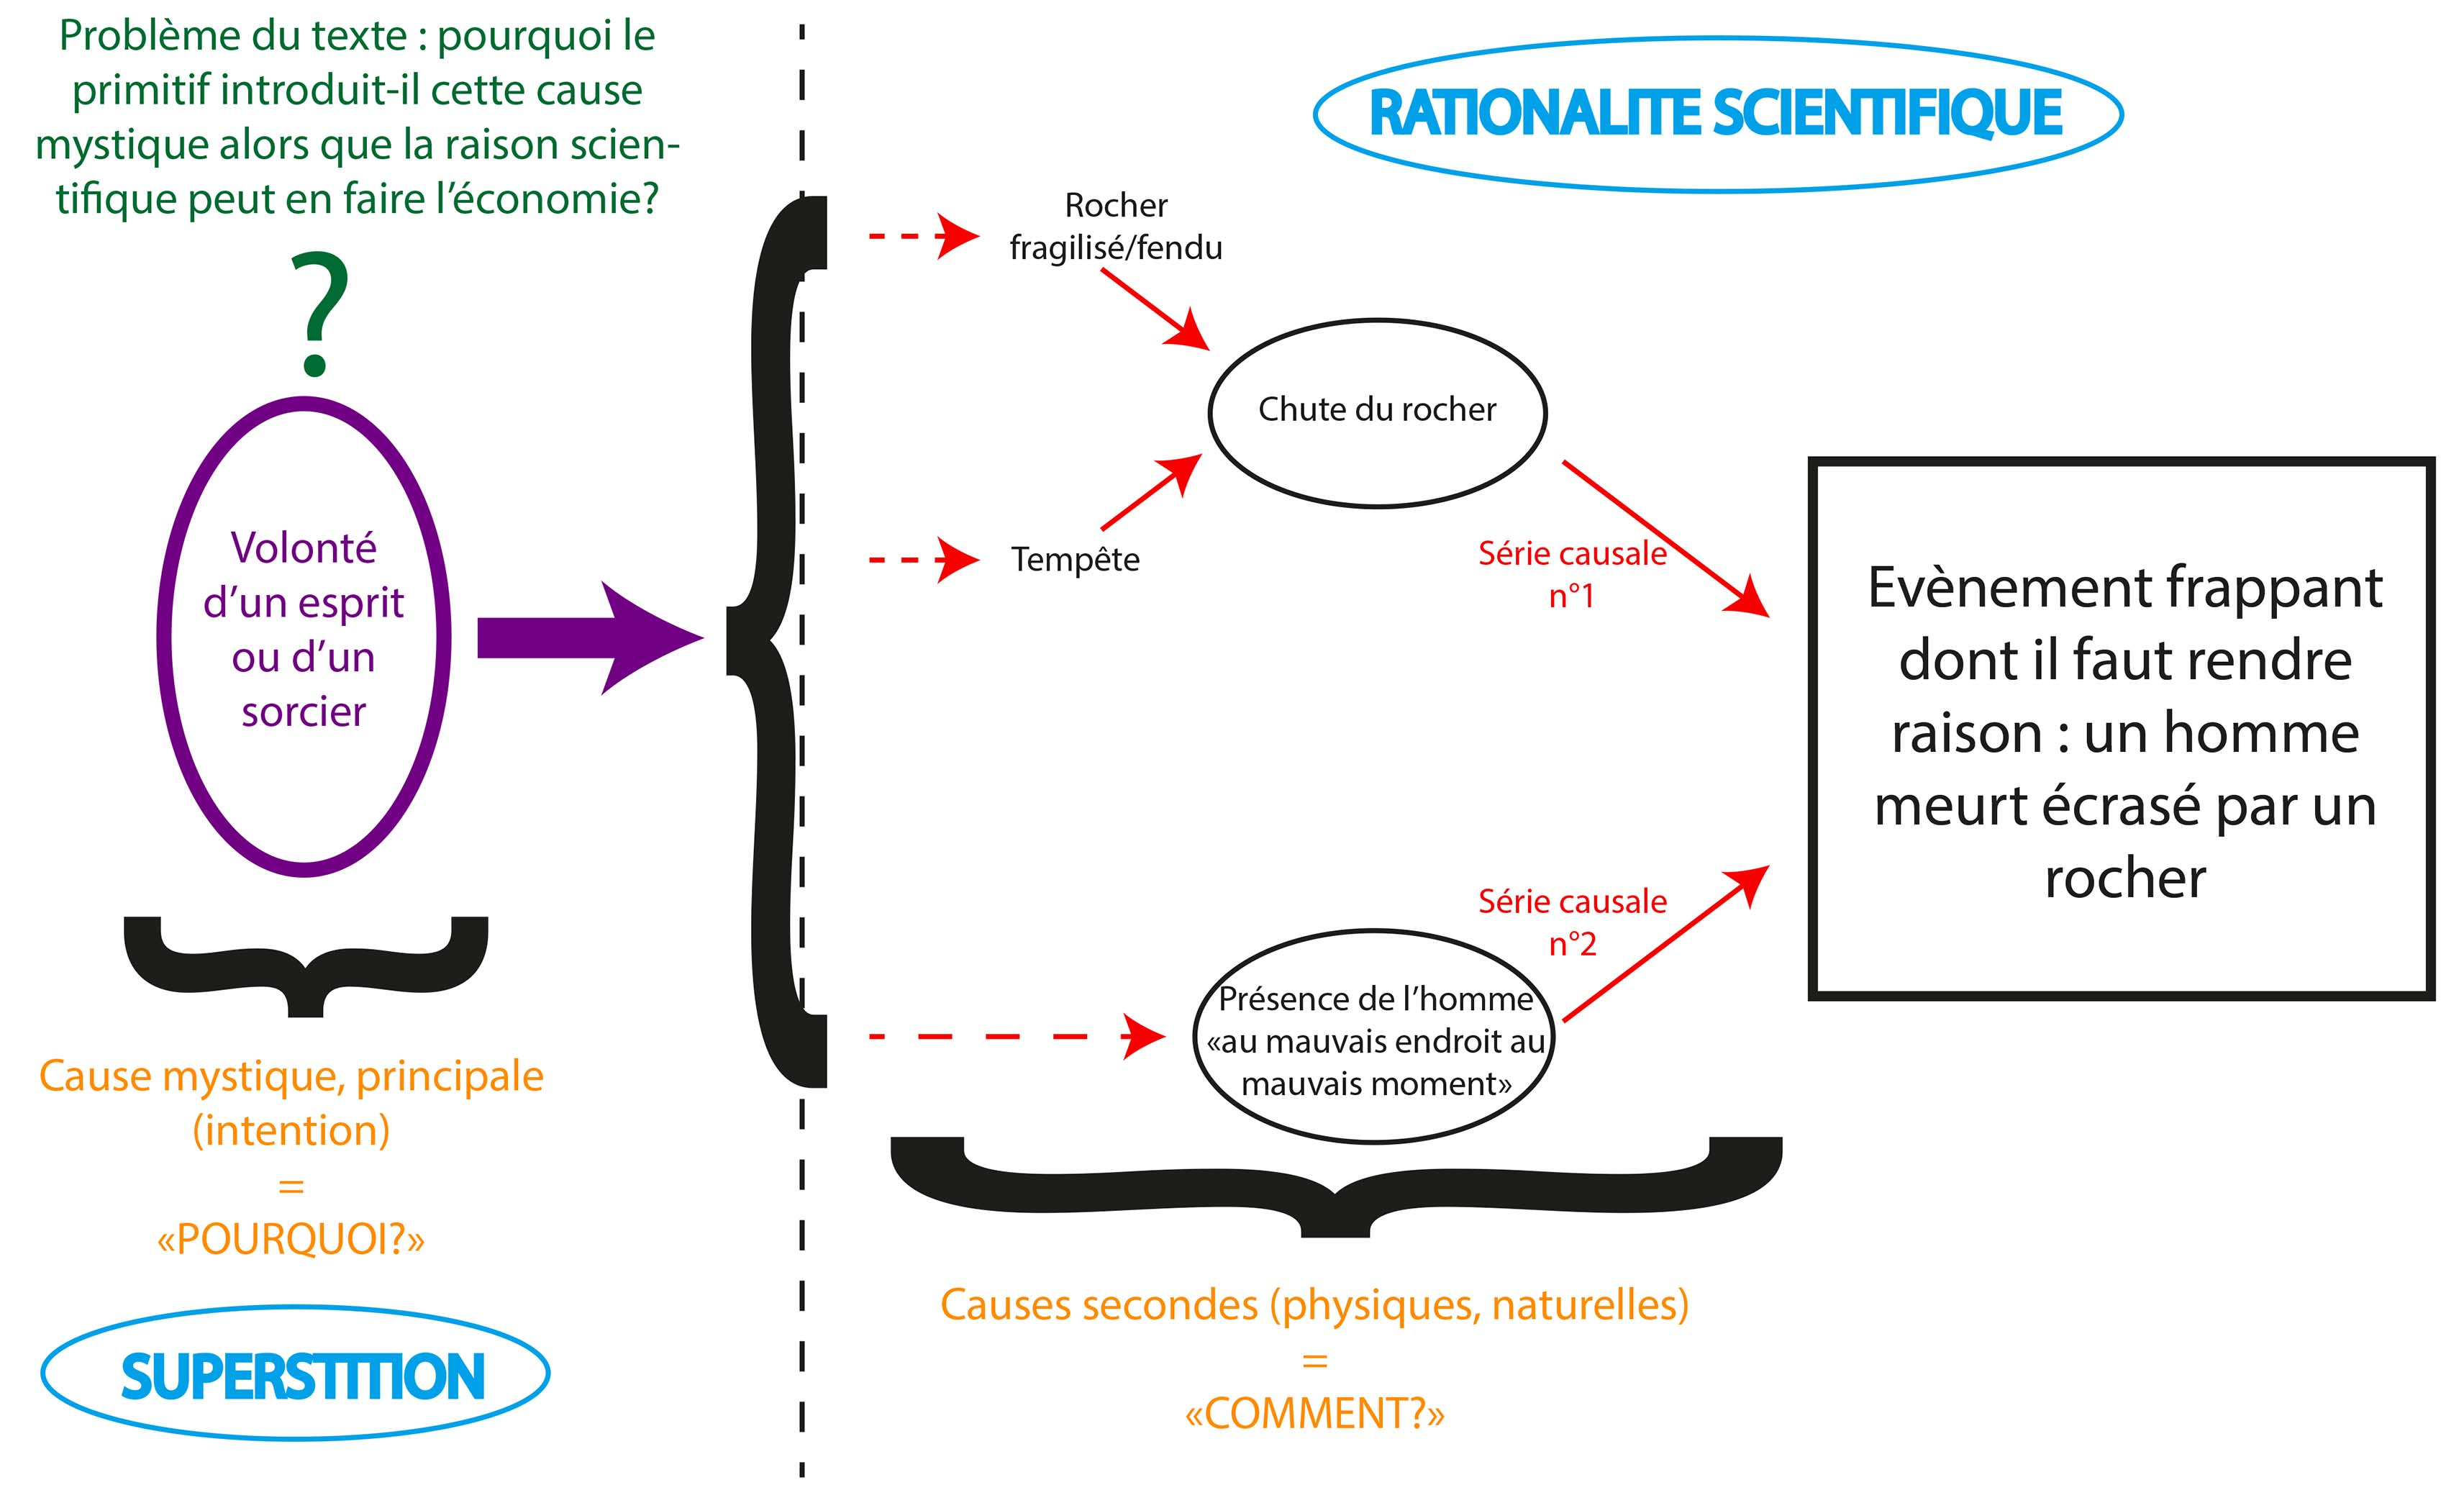 Problème du texte : pourquoi le
primitif introduit-il cette cause
mystique alors que la raison scien-
tifique peut en faire l’économie?
?
Volonté
d’un esprit
ou d’un
sorcier
Cause mystique, principale
(intention)
=
«POURQUOI?»
SUPERSTITION
RATIONALITE SCIENTIFIQUE
Rocher
fragilisé/fendu
Chute du rocher
Tempête
Série causale
n°1
Evènement frappant
dont il faut rendre
raison : un homme
meurt écrasé par un
rocher
Série causale
n°2
Présence de l’homme
«au mauvais endroit au
mauvais moment»
Causes secondes (physiques, naturelles)
=
«COMMENT?»